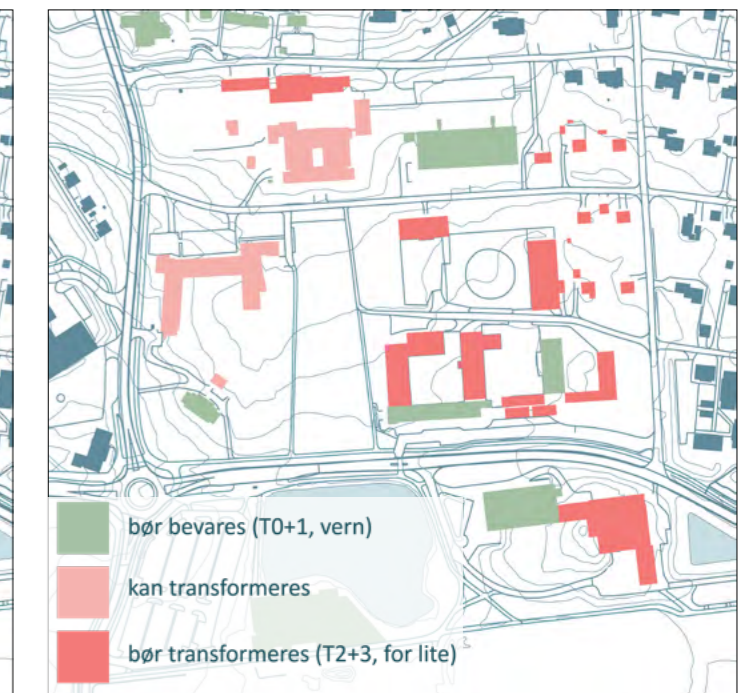 bør bevares (T0+1, vern)
kan transformeres
bør transformeres (T2+3, for lite)